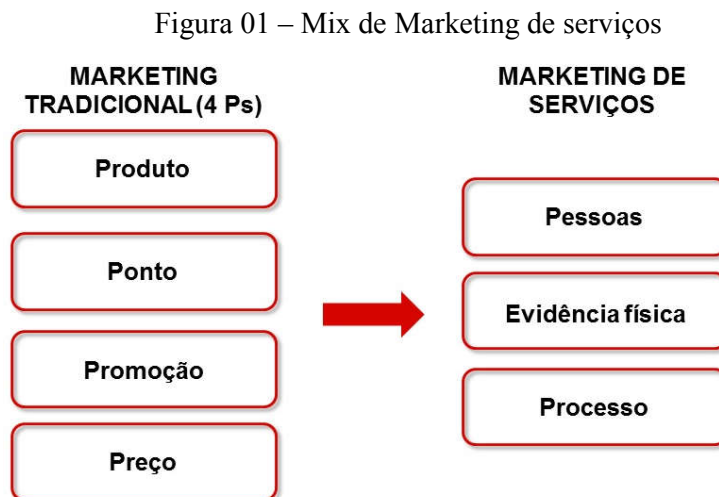 Figura 01 – Mix de Marketing de serviços
MARKETING
TRADICIONAL (4 Ps)
Produto
Ponto
Promoção
Preço
MARKETING DE
SERVIÇOS
Pessoas
Evidência física
Processo